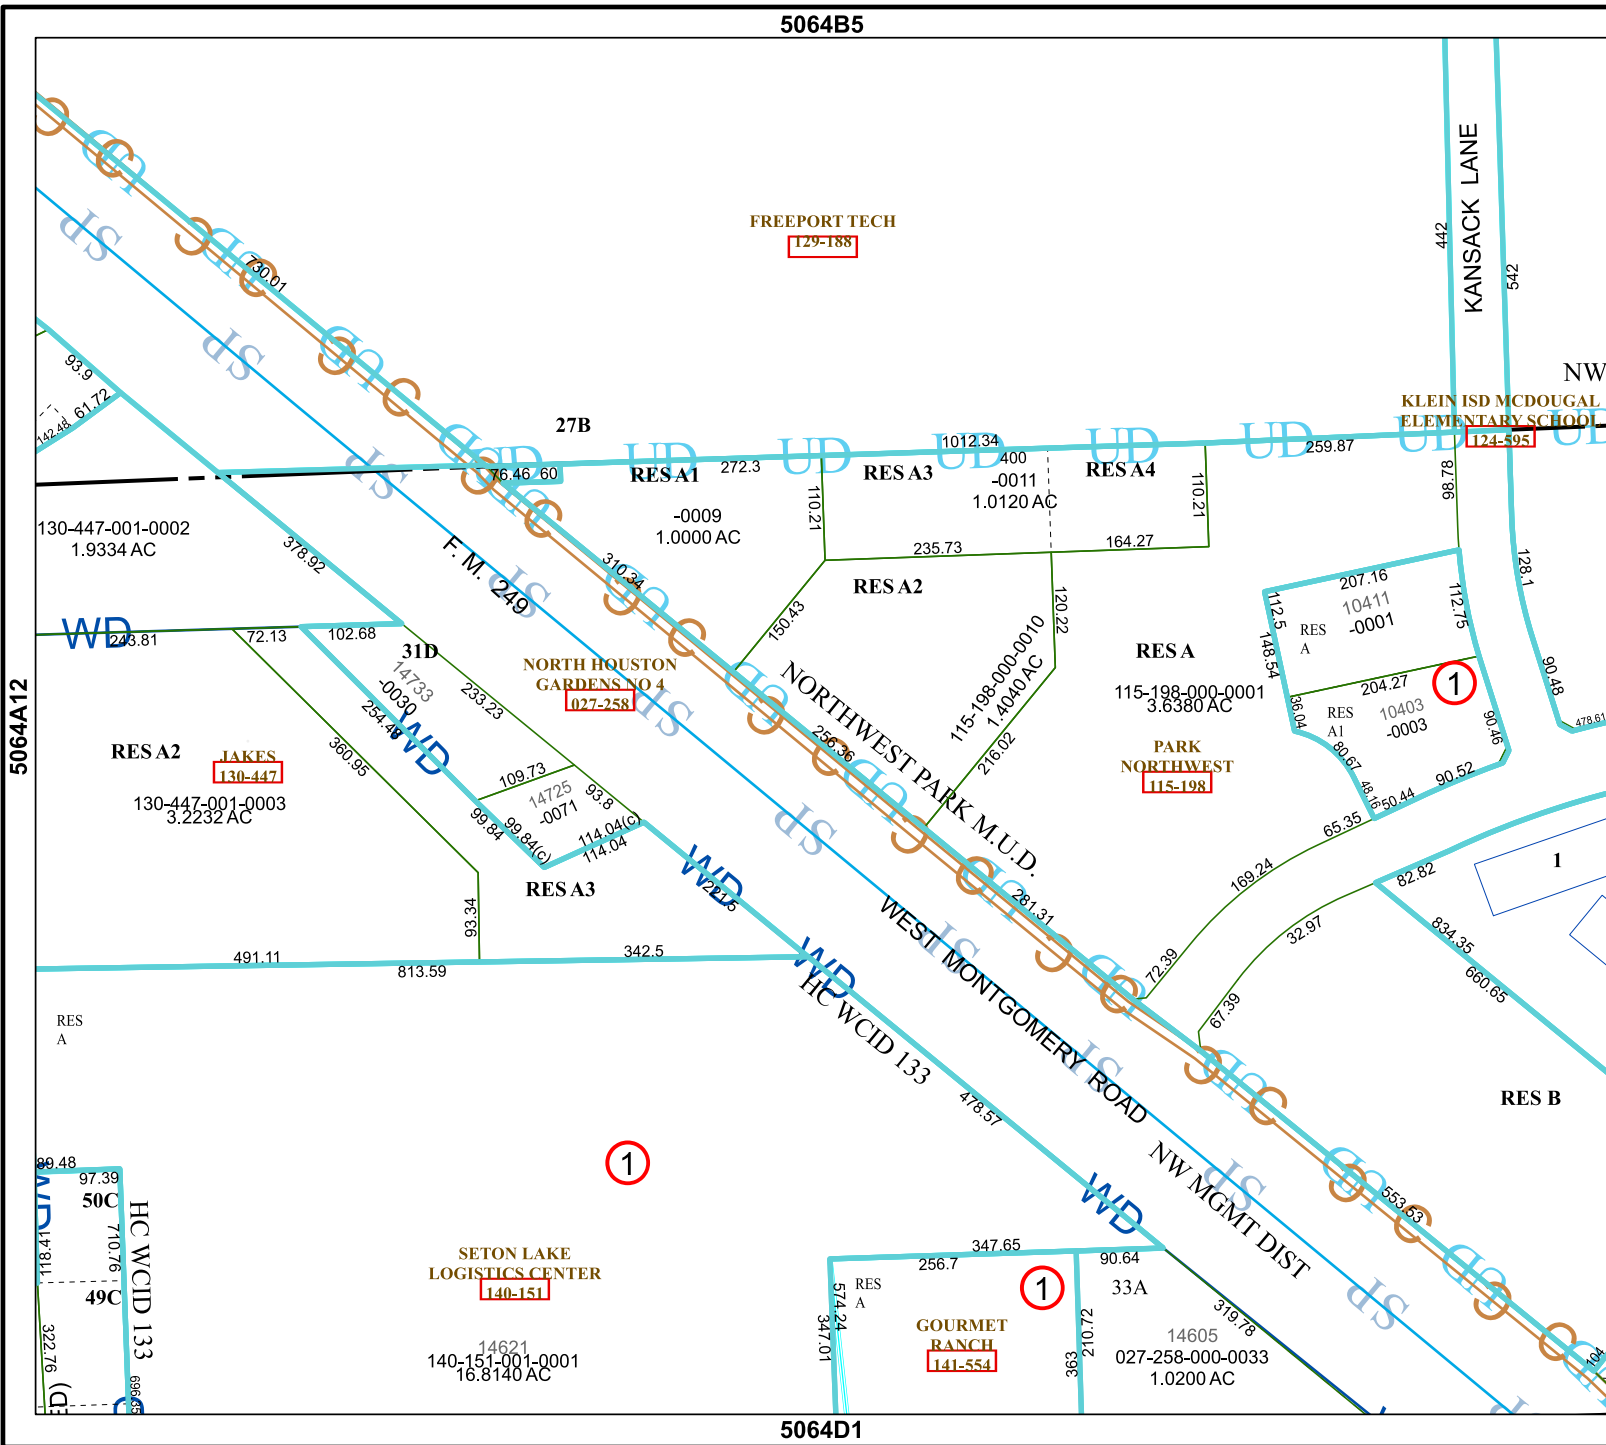 5064B5
KANSACK LANE
442
542
FREEPORT TECH
129-188
730.01
SP
UD
C
93.9
61.72
142.48
27B
NW
KLEIN ISD MCDOUGAL
ELEMENTARY SCHOOL
124-595
1012.34
259.87
76.46
60
RES A1
272.3
RES A3
400
RES A4
-0011
1.0120 AC
-0009
1.0000 AC
110.21
110.21
87.86
130-447-001-0002
1.9334 AC
378.92
F. M. 249
310.34
235.73
164.27
RES A2
150.43
120.22
128.1
207.16
10411
-0001
112.5
112.75
RES
A
148.54
WD
243.81
72.13
102.68
31D
14733
-0030
254.48
233.23
NORTH HOUSTON
GARDENS NO 4
027-258
RES A
115-198-000-0001
3.6380 AC
115-198-000-0010
1.4040 AC
216.02
204.27
1
10403
-0003
RES
A1
36.04
90.46
90.48
478.61
80.67
48.16
50.44
90.52
5064A12
RES A2
JAKES
130-447
130-447-001-0003
3.2232 AC
360.95
109.73
14725
-0071
93.8
99.84
99.84(c)
114.04(c)
114.04
NORTHWEST PARK M.U.D.
256.36
PARK
NORTHWEST
115-198
65.35
169.24
82.82
1
RES A3
221.5
93.34
281.31
32.97
834.35
660.65
491.11
813.59
342.5
72.39
67.39
WEST MONTGOMERY ROAD
HC WCID 133
RES
A
478.57
RES B
89.48
97.39
50C
HC WCID 133
710.76
118.41
1
NW MGMT DIST
553.53
SETON LAKE
LOGISTICS CENTER
140-151
347.65
256.7
90.64
49C
574.24
RES
A
1
33A
347.01
322.76
GOURMET
RANCH
141-554
363
210.72
319.78
14605
027-258-000-0033
1.0200 AC
14621
140-151-001-0001
16.8140 AC
696.35
104
5064D1